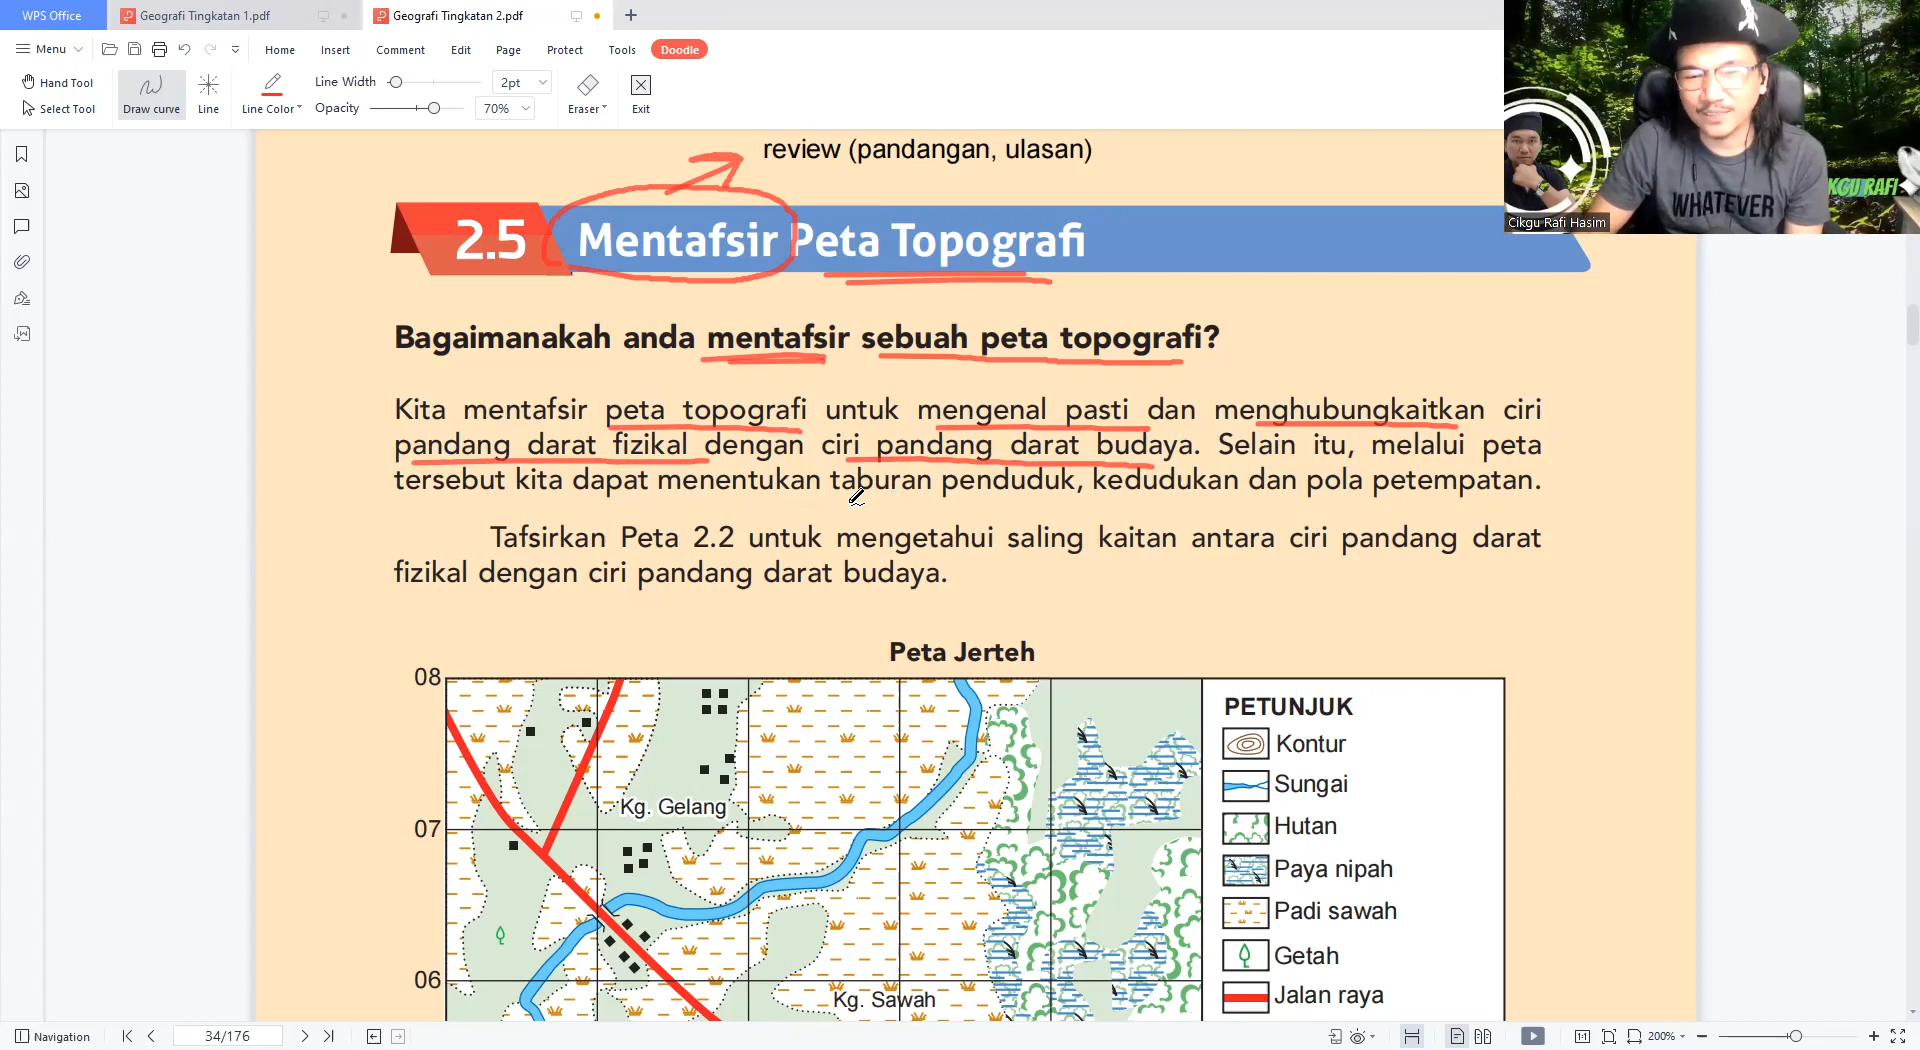 WPS Office
Geografi Tingkatan 1.pdf
Geografi Tingkatan 2.pdf
Menu
Home
Insert
Comment
Edit
Page
Protect
Tools
Doodle
Hand Tool
Select Tool
Draw curve
Line
Line Color
Line Width
2pt
Opacity
70%
Eraser
Exit
WHATEVER
KGU RAFI
Cikgu Rafi Hasim
review (pandangan, ulasan)
2.5 Mentafsir Peta Topografi
Bagaimanakah anda mentafsir sebuah peta topografi?
Kita mentafsir peta topografi untuk mengenal pasti dan menghubungkaitkan ciri
pandang darat fizikal dengan ciri pandang darat budaya. Selain itu, melalui peta
tersebut kita dapat menentukan taburan penduduk, kedudukan dan pola petempatan.
Tafsirkan Peta 2.2 untuk mengetahui saling kaitan antara ciri pandang darat
fizikal dengan ciri pandang darat budaya.
Peta Jerteh
08
07
06
Kg. Gelang
Kg. Sawah
PETUNJUK
Kontur
Sungai
Hutan
Paya nipah
Padi sawah
Getah
Jalan raya
Navigation
34/176
1:1
200%